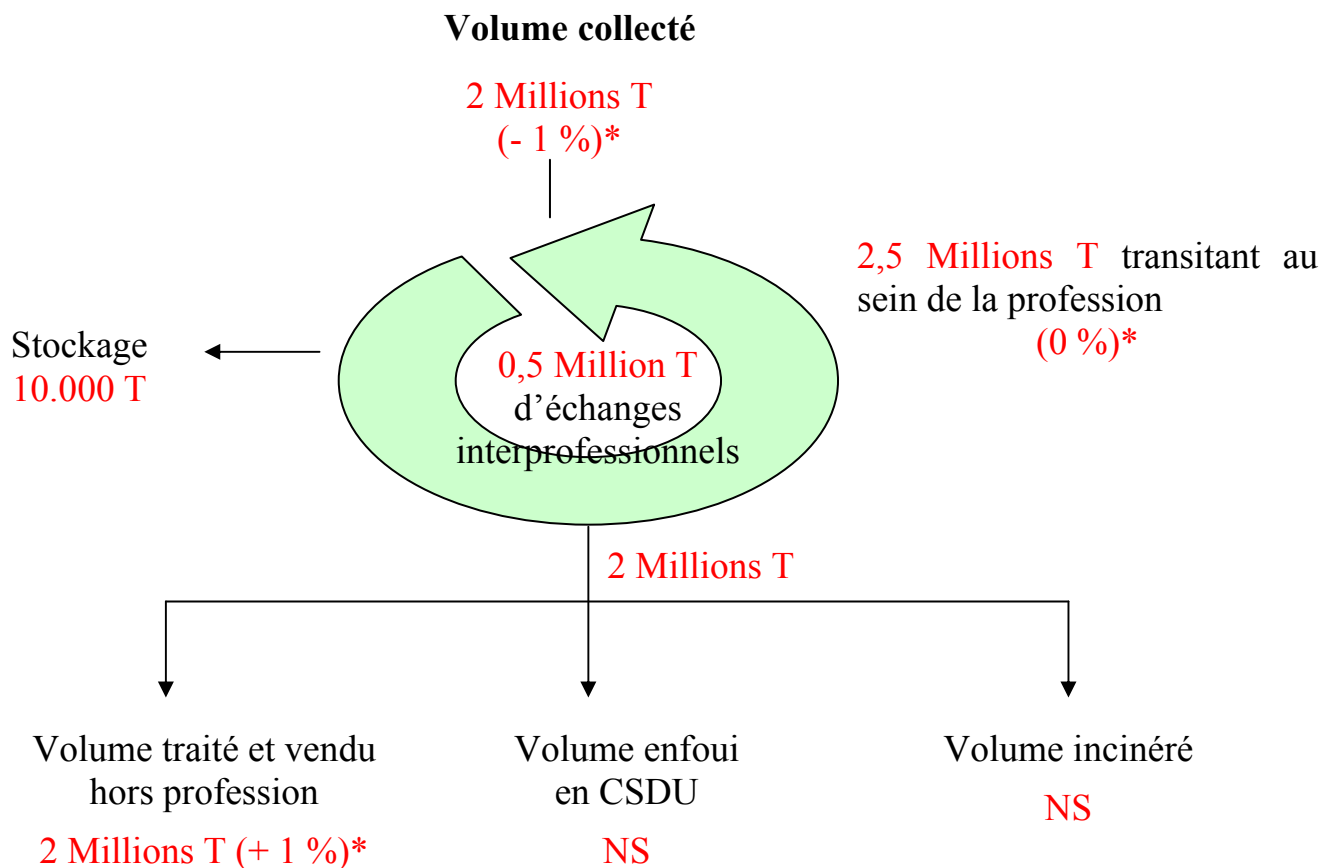 Volume collecté
2 Millions T
(- 1 %)*
2,5 Millions T transitant au
sein de la profession
(0 %)*
Stockage
10.000 T
0,5 Million T
d’échanges
interprofessionnels
2 Millions T
Volume traité et vendu
hors profession
2 Millions T (+ 1 %)*
Volume enfoui
en CSDU
NS
Volume incinéré
NS